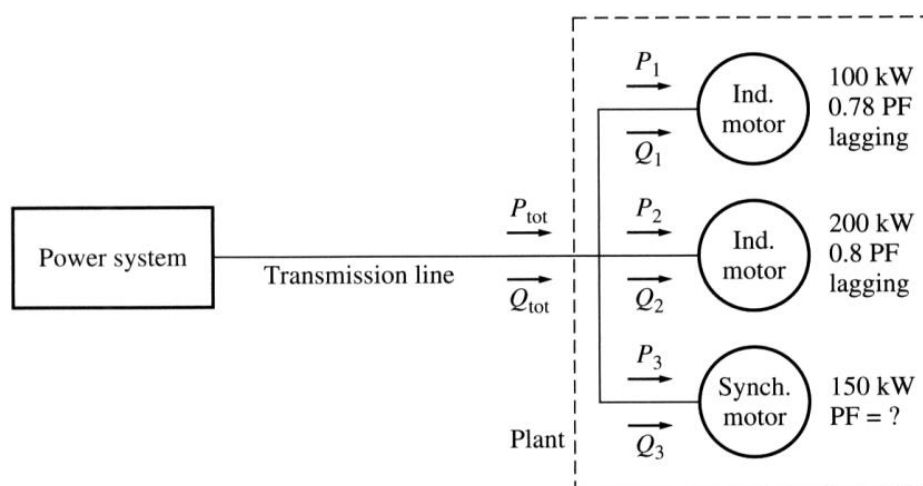 P1
Ind.
motor
100 kW
0.78 PF
lagging
Q1
Ptot
P2
Power system
Transmission line
Ind.
motor
200 kW
0.8 PF
lagging
Qtot
Q2
P3
Synch.
motor
150 kW
PF = ?
Plant
Q3